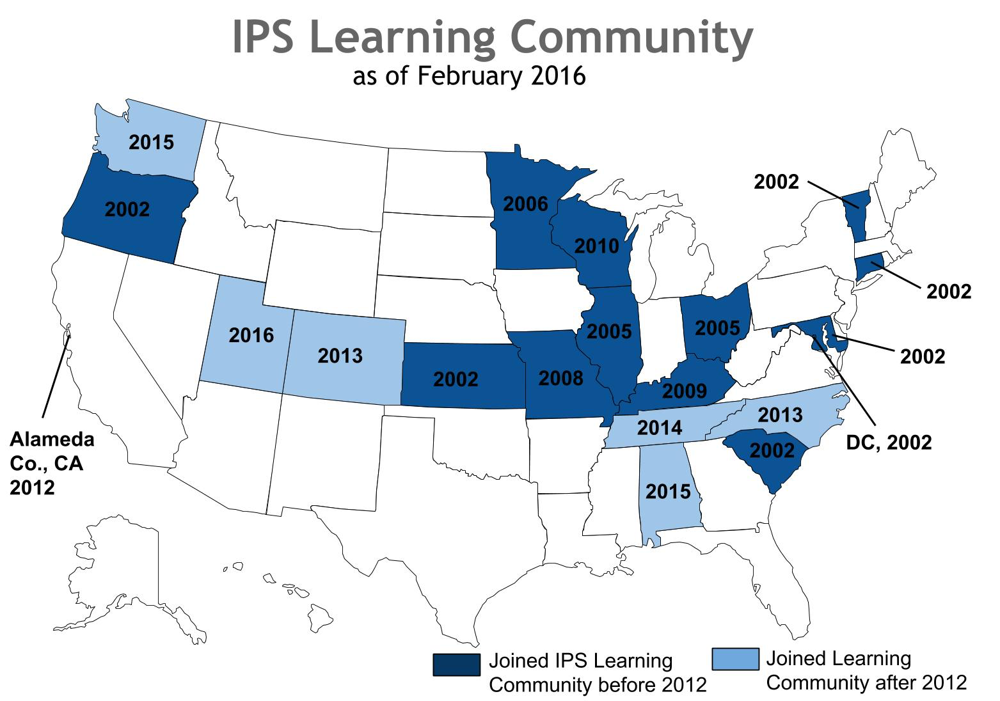 IPS Learning Community
as of February 2016
2015
2002
2006
2002
2010
2002
2016
2013
2005
2005
2002
2002
2008
2009
Alameda
Co., CA
2012
2014
2013
DC, 2002
2002
2015
Joined IPS Learning
Community before 2012
Joined Learning
Community after 2012